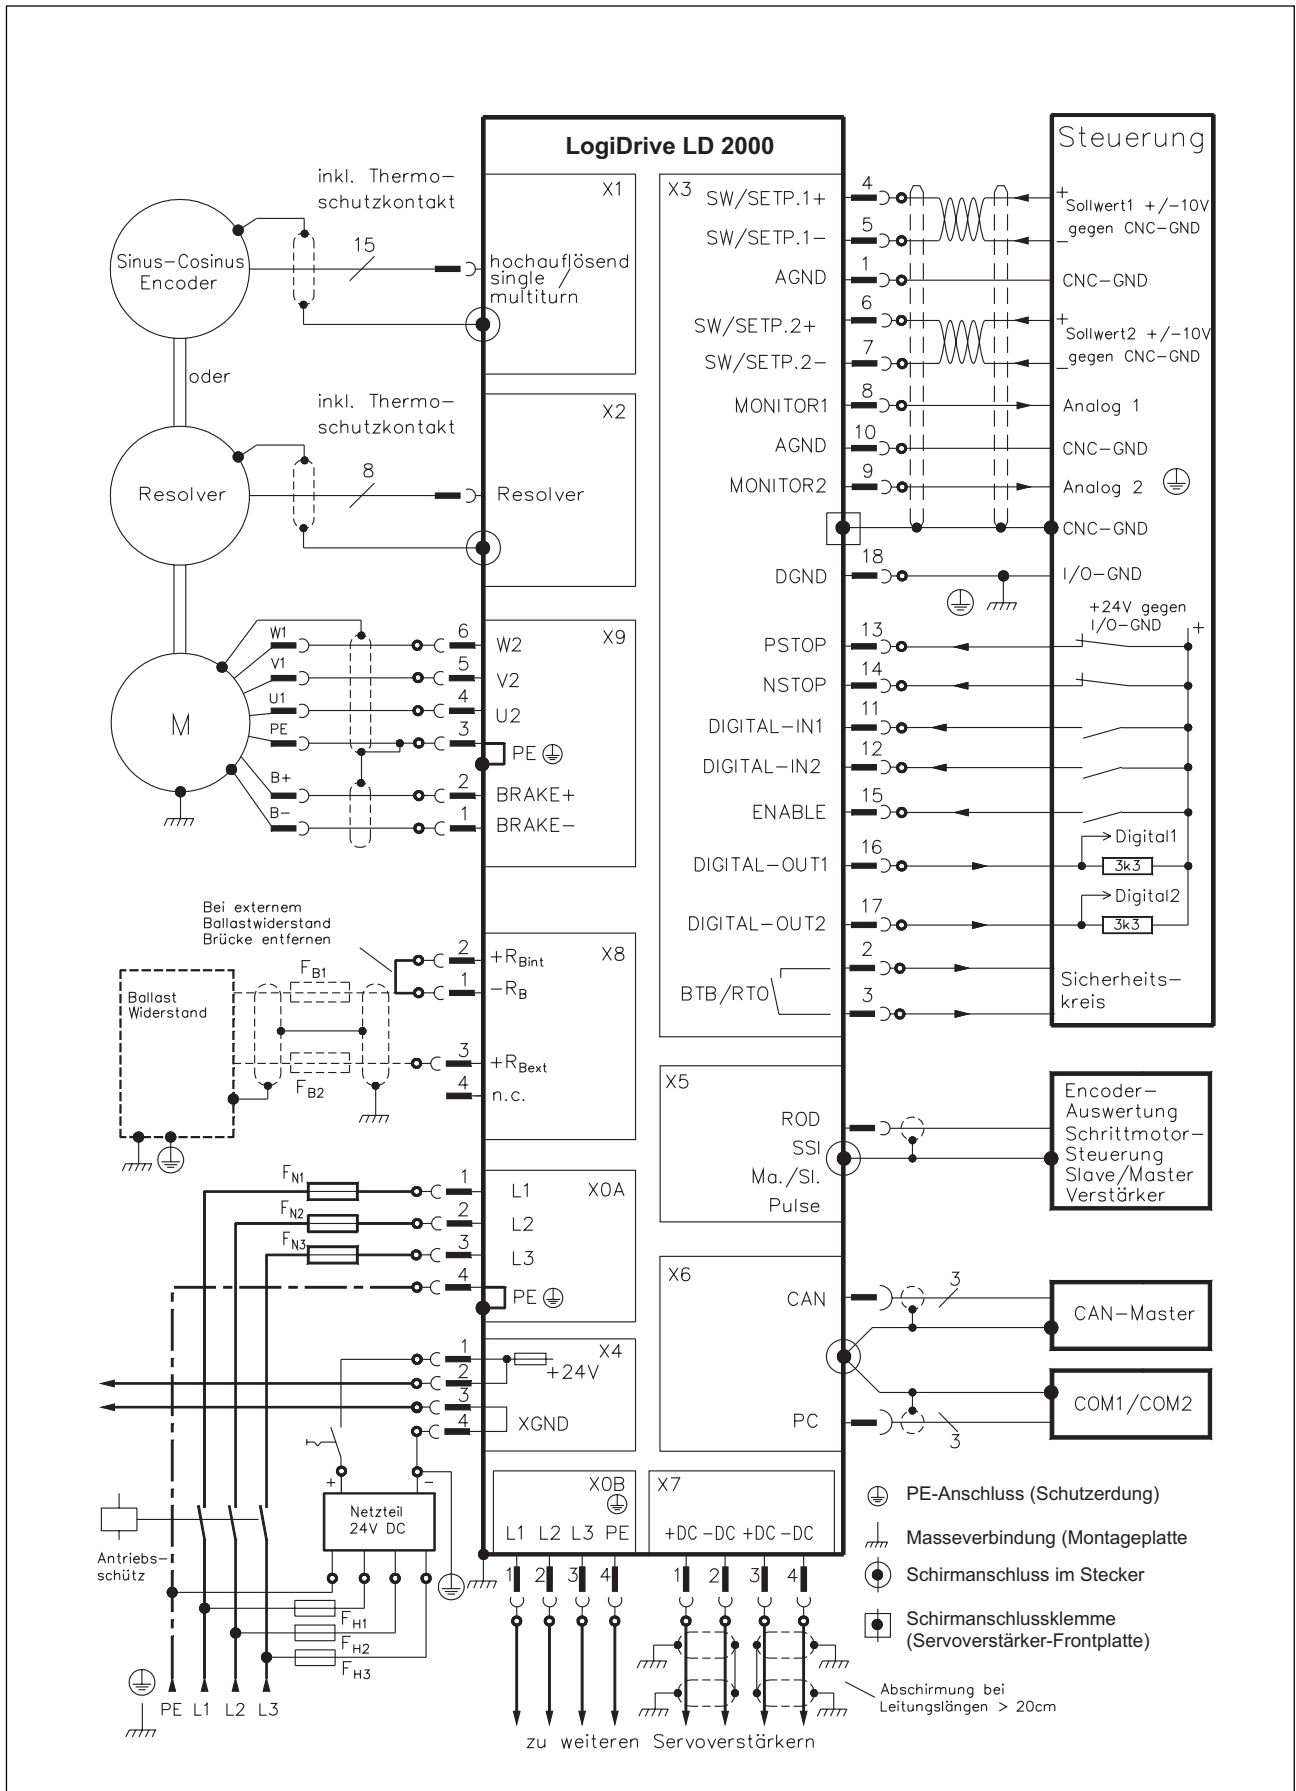 LogiDrive LD 2000
Steuerung
inkl. Thermo-
schutzkontakt
Sinus-Cosinus
Encoder
15
X1
hochauflösend
single /
multiturn
oder
inkl. Thermo-
schutzkontakt
Resolver
8
X2
Resolver
M
W1
V1
U1
PE
B+
B-
6
5
4
3
2
1
X9
W2
V2
U2
PE
BRAKE+
BRAKE-
Bei externem
Ballastwiderstand
Brücke entfernen
Ballast
Widerstand
FB1
FB2
2
1
3
4
X8
+RBint
-RB
+RBext
n.c.
FN1
FN2
FN3
1
2
3
4
X0A
L1
L2
L3
PE
1
2
3
4
X4
+24V
XGND
+
-
Netzteil
24V DC
Antriebs-
schütz
FH1
FH2
FH3
PE L1 L2 L3
X3
SW/SETP.1+
4
+
Sollwert1 +/-10V
gegen CNC-GND
SW/SETP.1-
5
-
AGND
1
CNC-GND
SW/SETP.2+
6
+
Sollwert2 +/-10V
gegen CNC-GND
SW/SETP.2-
7
-
MONITOR1
8
Analog 1
AGND
10
CNC-GND
MONITOR2
9
Analog 2
CNC-GND
DGND
18
I/O-GND
+24V gegen
I/O-GND
+
PSTOP
13
NSTOP
14
DIGITAL-IN1
11
DIGITAL-IN2
12
ENABLE
15
DIGITAL-OUT1
16
Digital1
3k3
DIGITAL-OUT2
17
Digital2
3k3
BTB/RTO
2
3
Sicherheits-
kreis
X5
ROD
SSI
Ma./Sl.
Pulse
Encoder-
Auswertung
Schrittmotor-
Steuerung
Slave/Master
Verstärker
X6
CAN
3
CAN-Master
PC
3
COM1/COM2
X0B
L1 L2 L3 PE
1 2 3 4
X7
+DC -DC +DC -DC
1 2 3 4
PE-Anschluss (Schutzerdung)
Masseverbindung (Montageplatte
Schirmanschluss im Stecker
Schirmanschlussklemme
(Servoverstärker-Frontplatte)
Abschirmung bei
Leitungslängen > 20cm
zu weiteren Servoverstärkern